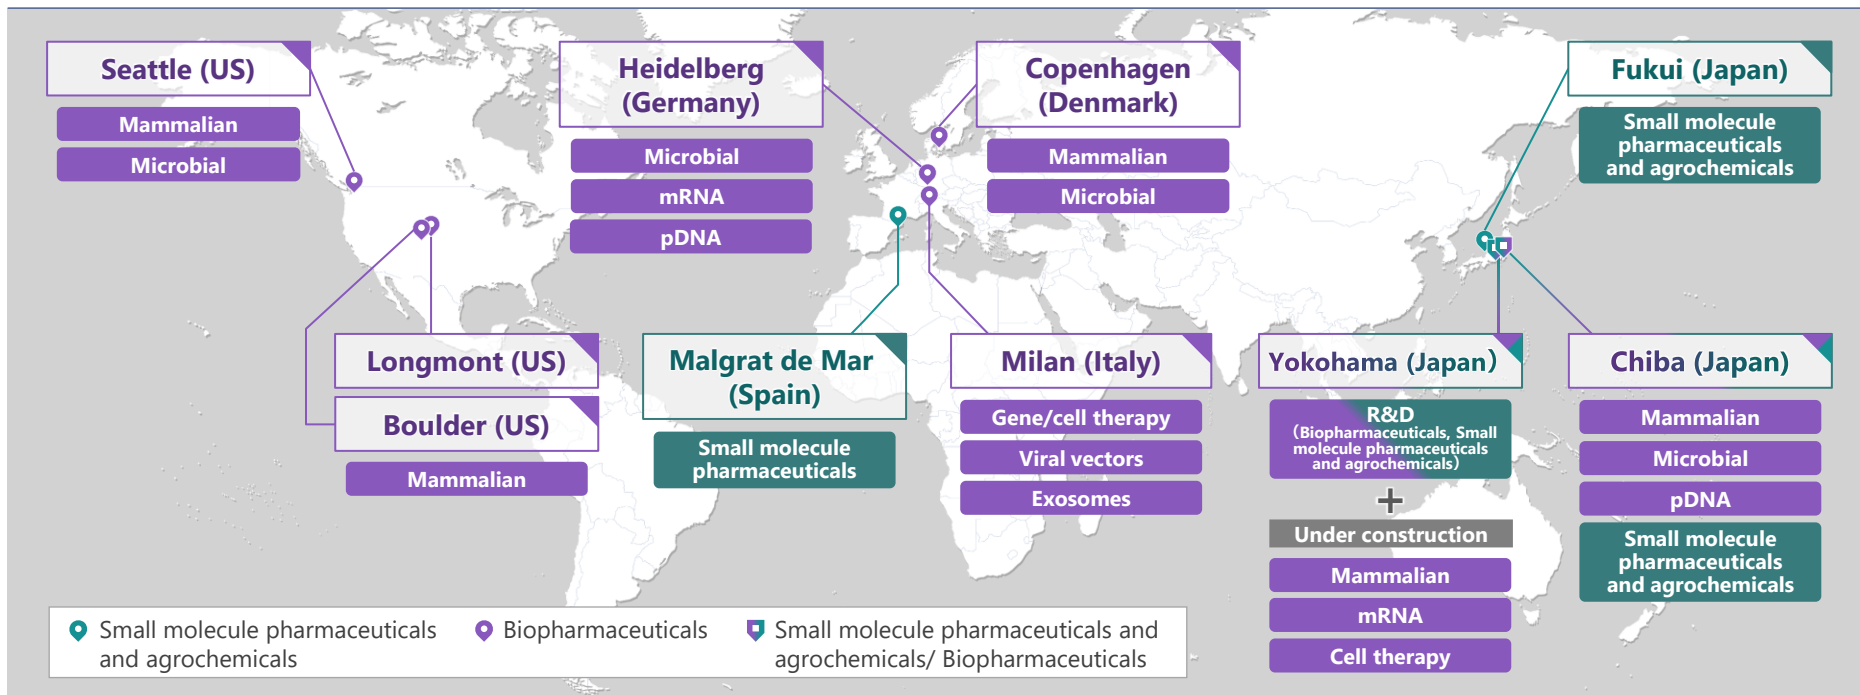 Seattle (US)
Mammalian
Microbial
Heidelberg
(Germany)
Microbial
mRNA
pDNA
Copenhagen
(Denmark)
Mammalian
Microbial
Fukui (Japan)
Small molecule
pharmaceuticals
and agrochemicals
Longmont (US)
Boulder (US)
Mammalian
Malgrat de Mar
(Spain)
Small molecule
pharmaceuticals
Milan (Italy)
Gene/cell therapy
Viral vectors
Exosomes
Yokohama (Japan）
R&D
（Biopharmaceuticals, Small
molecule pharmaceuticals
and agrochemicals）
+
Under construction
Mammalian
mRNA
Cell therapy
Chiba (Japan)
Mammalian
Microbial
pDNA
Small molecule
pharmaceuticals
and agrochemicals
Small molecule pharmaceuticals
and agrochemicals
Biopharmaceuticals
Small molecule pharmaceuticals and
agrochemicals/ Biopharmaceuticals